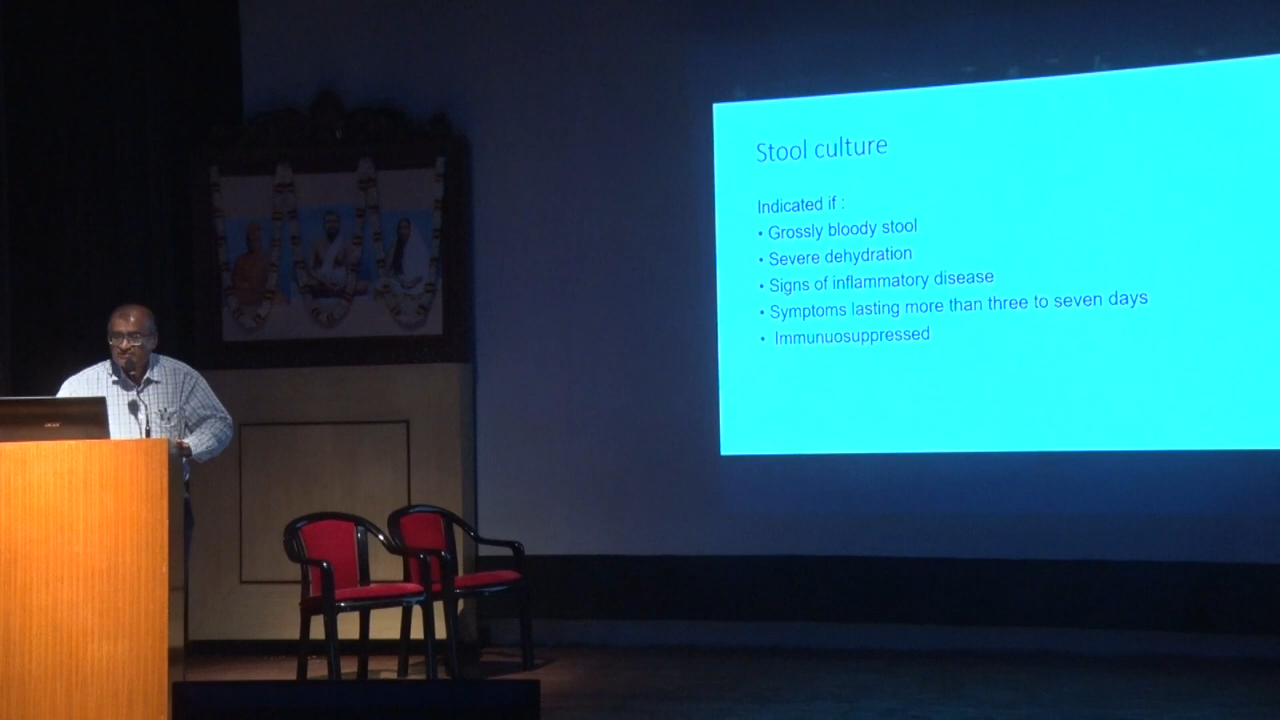 Stool culture
Indicated if :
• Grossly bloody stool
• Severe dehydration
• Signs of inflammatory disease
• Symptoms lasting more than three to seven days
• Immunuosuppressed
acer